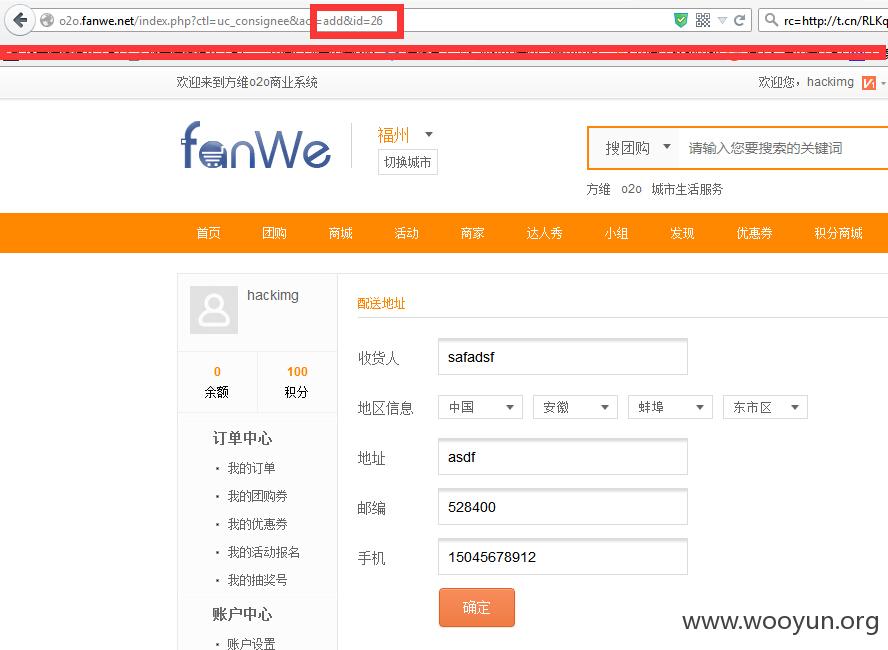 o2o.fanwe.net/index.php?ctl=uc_consignee&act=add&id=26
rc=http://t.cn/RLKq
欢迎来到方维o2o商业系统
欢迎您，hackimg V1
fanWe
福州
切换城市
搜团购 请输入您要搜索的关键词
方维 o2o 城市生活服务
首页 团购 商城 活动 商家 达人秀 小组 发现 优惠券 积分商城
hackimg
0 100
余额 积分
订单中心
· 我的订单
· 我的团购券
· 我的优惠券
· 我的活动报名
· 我的抽奖号
账户中心
· 账户设置
配送地址
收货人 safadsf
地区信息 中国 安徽 蚌埠 东市区
地址 asdf
邮编 528400
手机 15045678912
确定
www.wooyun.org